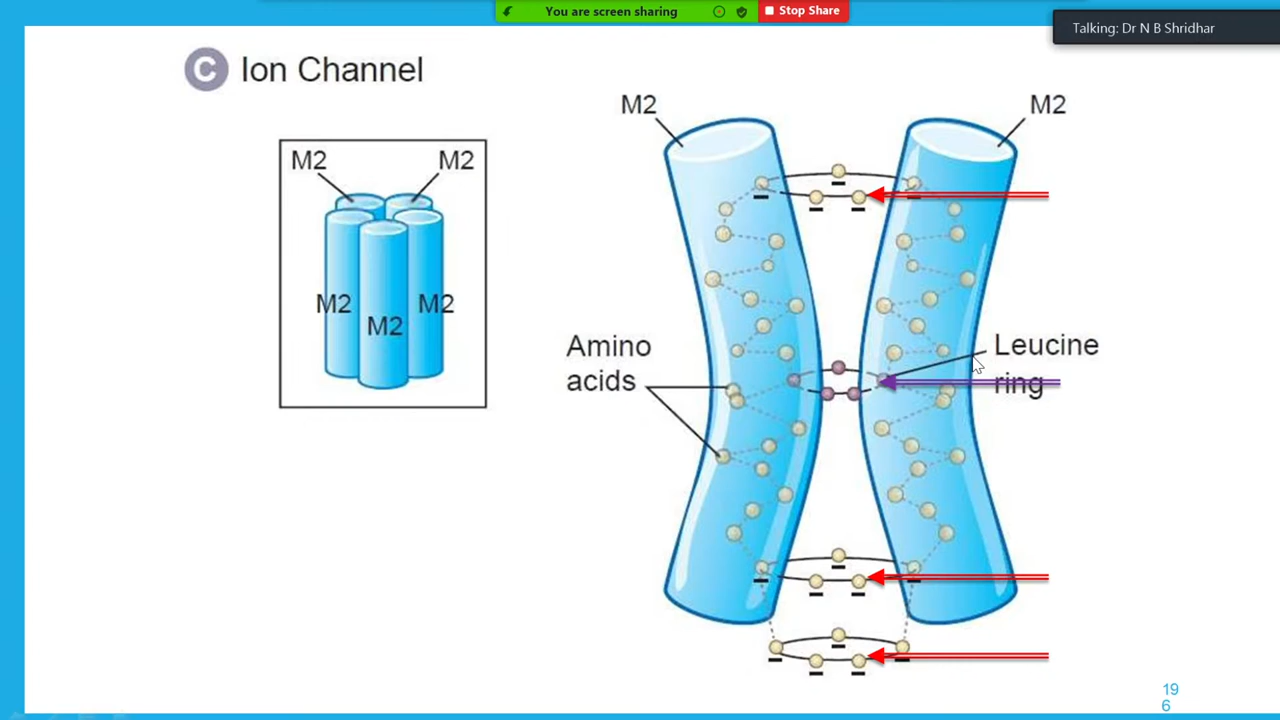 You are screen sharing
Stop Share
Talking: Dr N B Shridhar
C Ion Channel
M2
M2
M2
M2
M2
M2
M2
Amino
acids
Leucine
ring
19
6